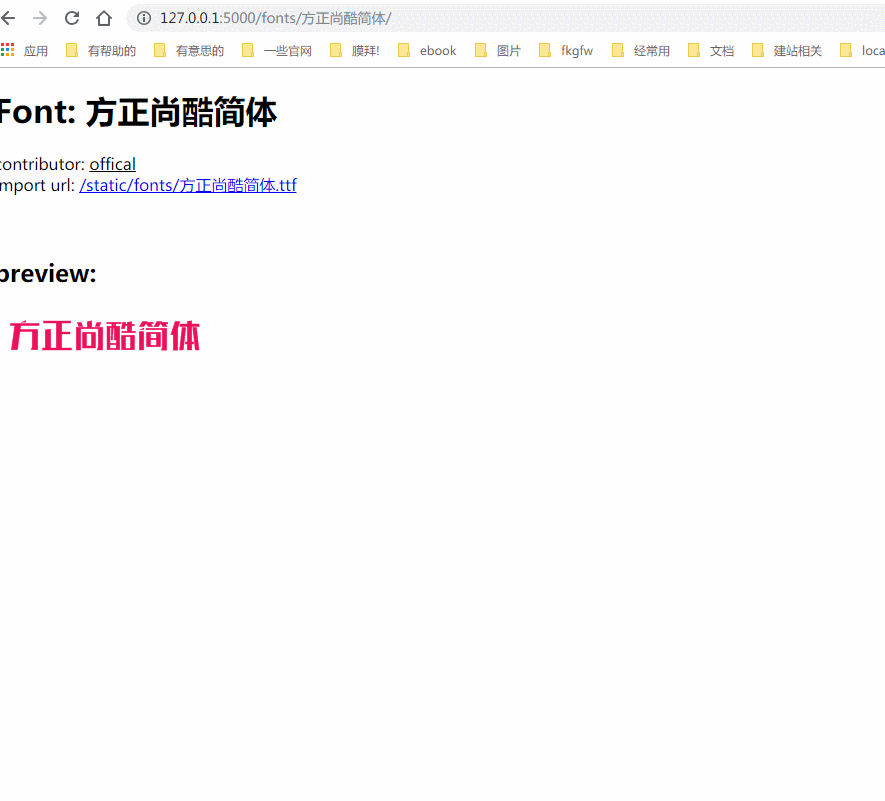 127.0.0.1:5000/fonts/方正尚酷简体/
应用 有帮助的 有意思的 一些官网 膜拜! ebook 图片 fkgfw 经常用 文档 建站相关 loca
Font: 方正尚酷简体
contributor: offical
import url: /static/fonts/方正尚酷简体.ttf
preview:
方正尚酷简体